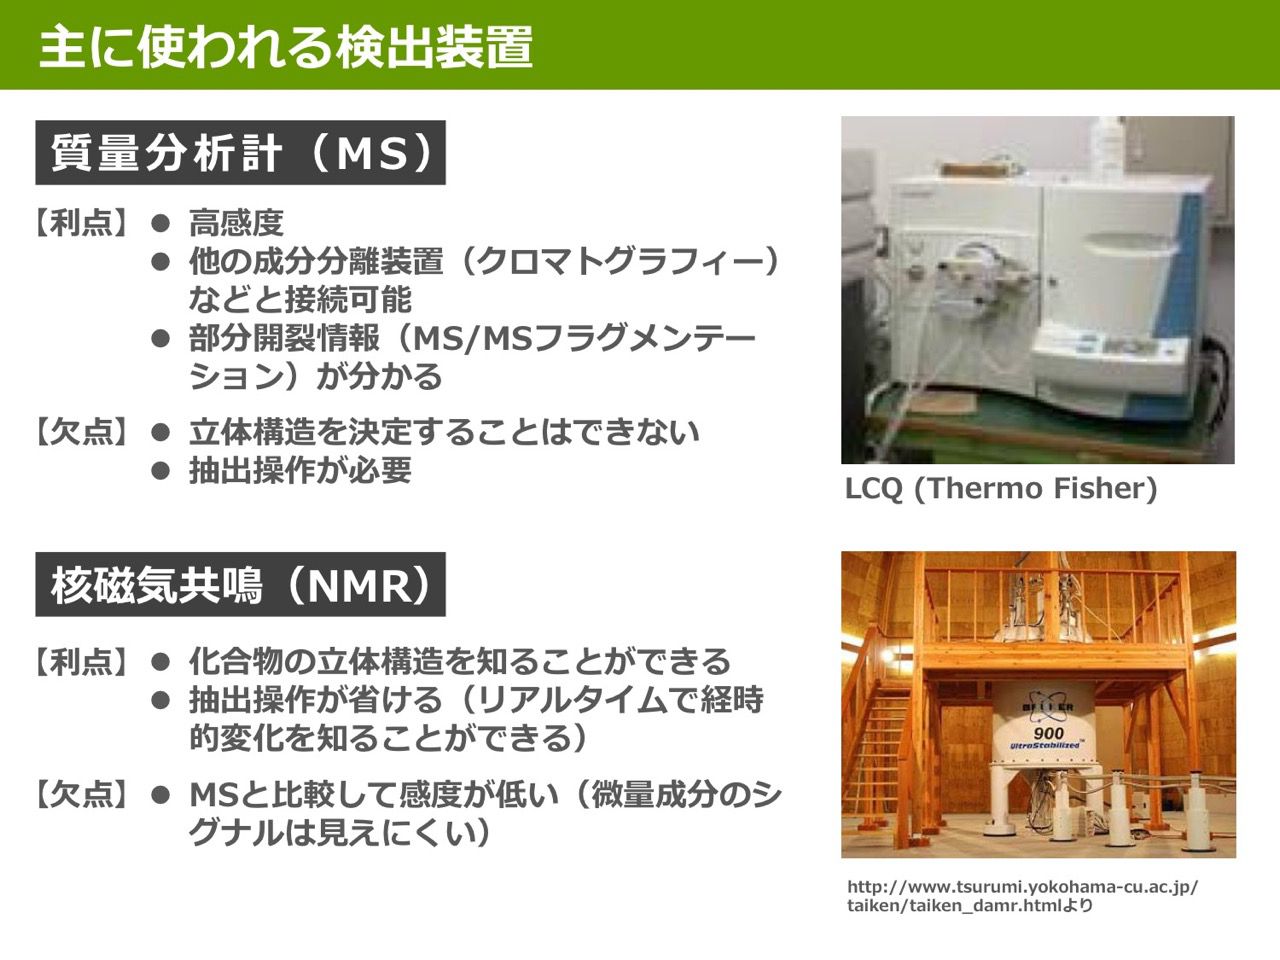 主に使われる検出装置
質量分析計（MS）
【利点】● 高感度
● 他の成分分離装置（クロマトグラフィー）
などと接続可能
● 部分開裂情報（MS/MSフラグメンテー
ション）が分かる
【欠点】● 立体構造を決定することはできない
● 抽出操作が必要
LCQ (Thermo Fisher)
核磁気共鳴（NMR）
【利点】● 化合物の立体構造を知ることができる
● 抽出操作が省ける（リアルタイムで経時
的変化を知ることができる）
【欠点】● MSと比較して感度が低い（微量成分のシ
グナルは見えにくい）
900
UltraStabilized™
http://www.tsurumi.yokohama-cu.ac.jp/
taiken/taiken_damr.htmlより